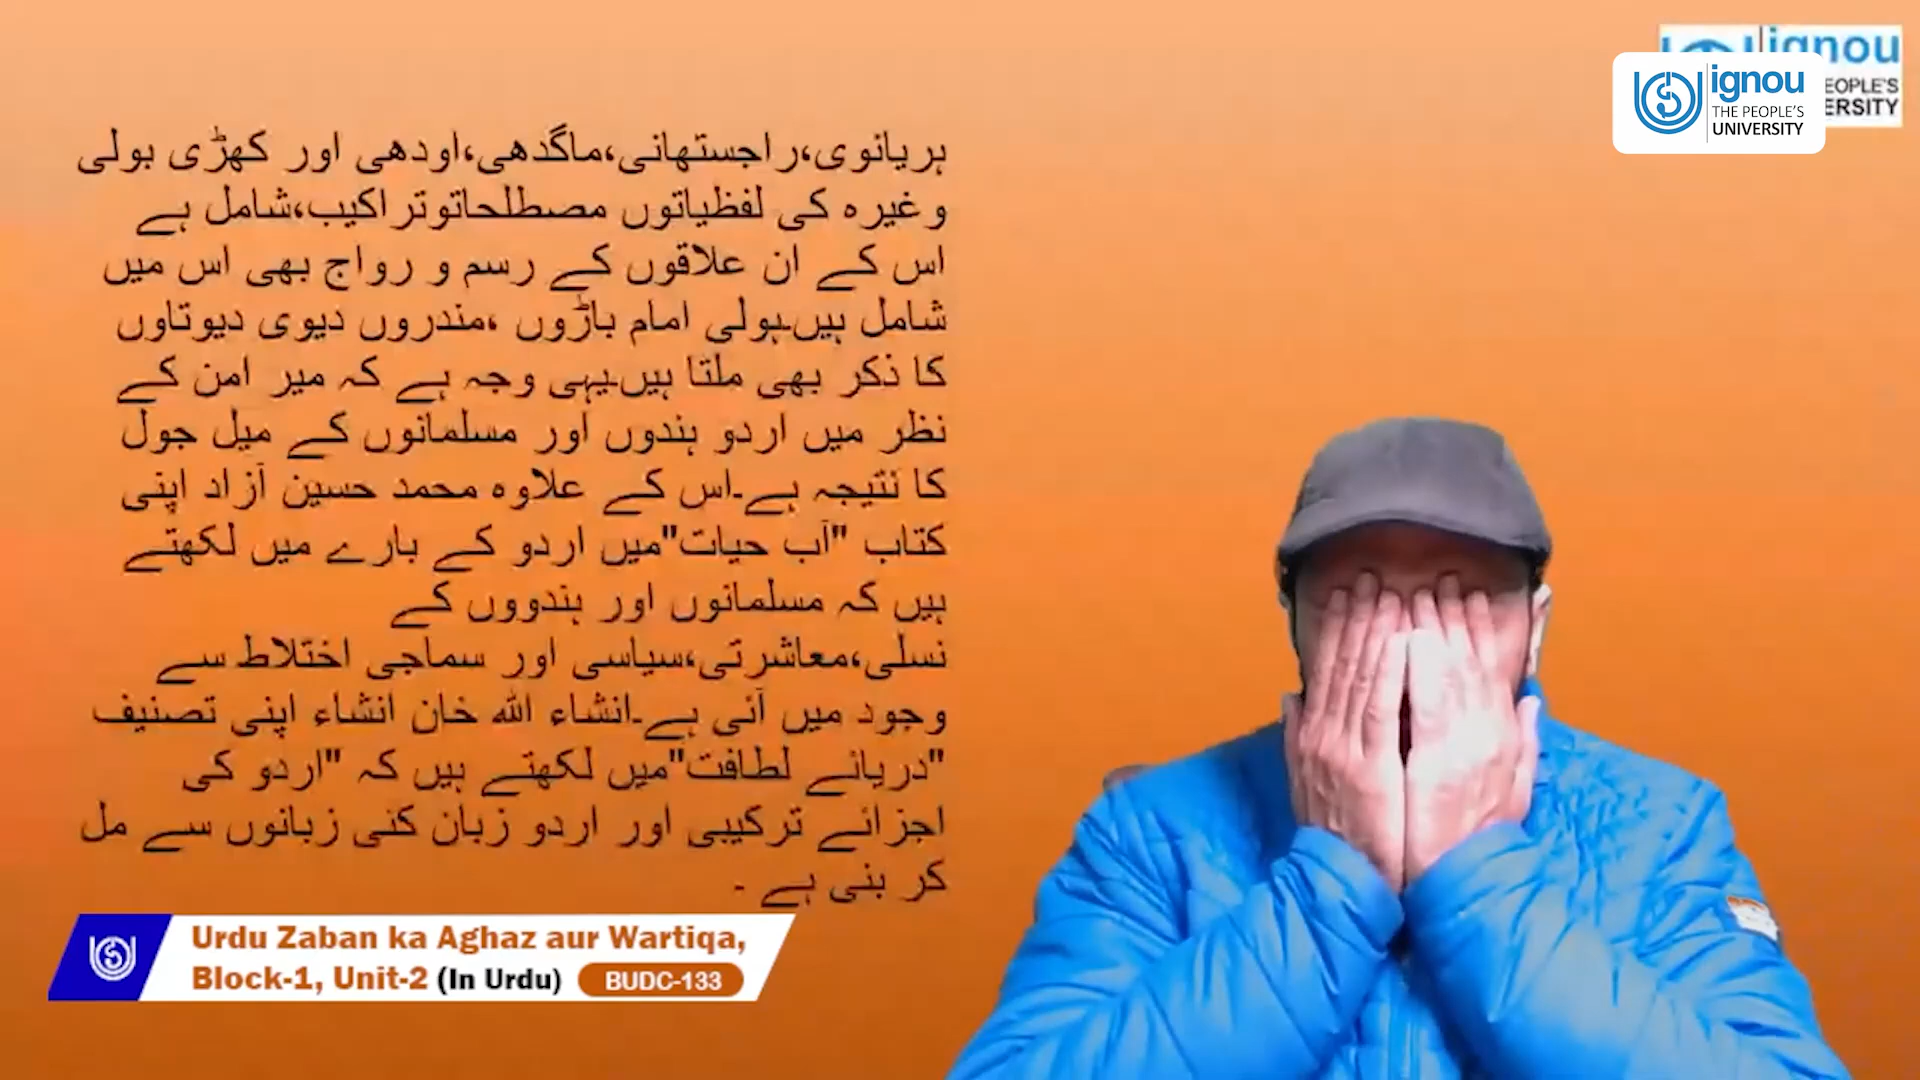 ignou
THE PEOPLE'S
UNIVERSITY
ignou
EOPLE'S
ERSITY
ہریانوی،راجستھانی،ماگدھی،اودھی اور کھڑی بولی
وغیرہ کی لفظیاتوں مصطلحاتوتراکیب،شامل ہے
اس کے ان علاقوں کے رسم و رواج بھی اس میں
شامل ہیں۔ہولی امام باڑوں ،مندروں دیوی دیوتاوں
کا ذکر بھی ملتا ہیں۔یہی وجہ ہے کہ میر امن کے
نظر میں اردو ہندوں اور مسلمانوں کے میل جول
کا نتیجہ ہے۔اس کے علاوہ محمد حسین آزاد اپنی
کتاب "آب حیات"میں اردو کے بارے میں لکھتے
ہیں کہ مسلمانوں اور ہندووں کے
نسلی،معاشرتی،سیاسی اور سماجی اختلاط سے
وجود میں آئی ہے۔انشاء اللہ خان انشاء اپنی تصنیف
"دریائے لطافت"میں لکھتے ہیں کہ "اردو کی
اجزائے ترکیبی اور اردو زبان کئی زبانوں سے مل
کر بنی ہے ۔
Urdu Zaban ka Aghaz aur Wartiqa,
Block-1, Unit-2 (In Urdu) BUDC-133